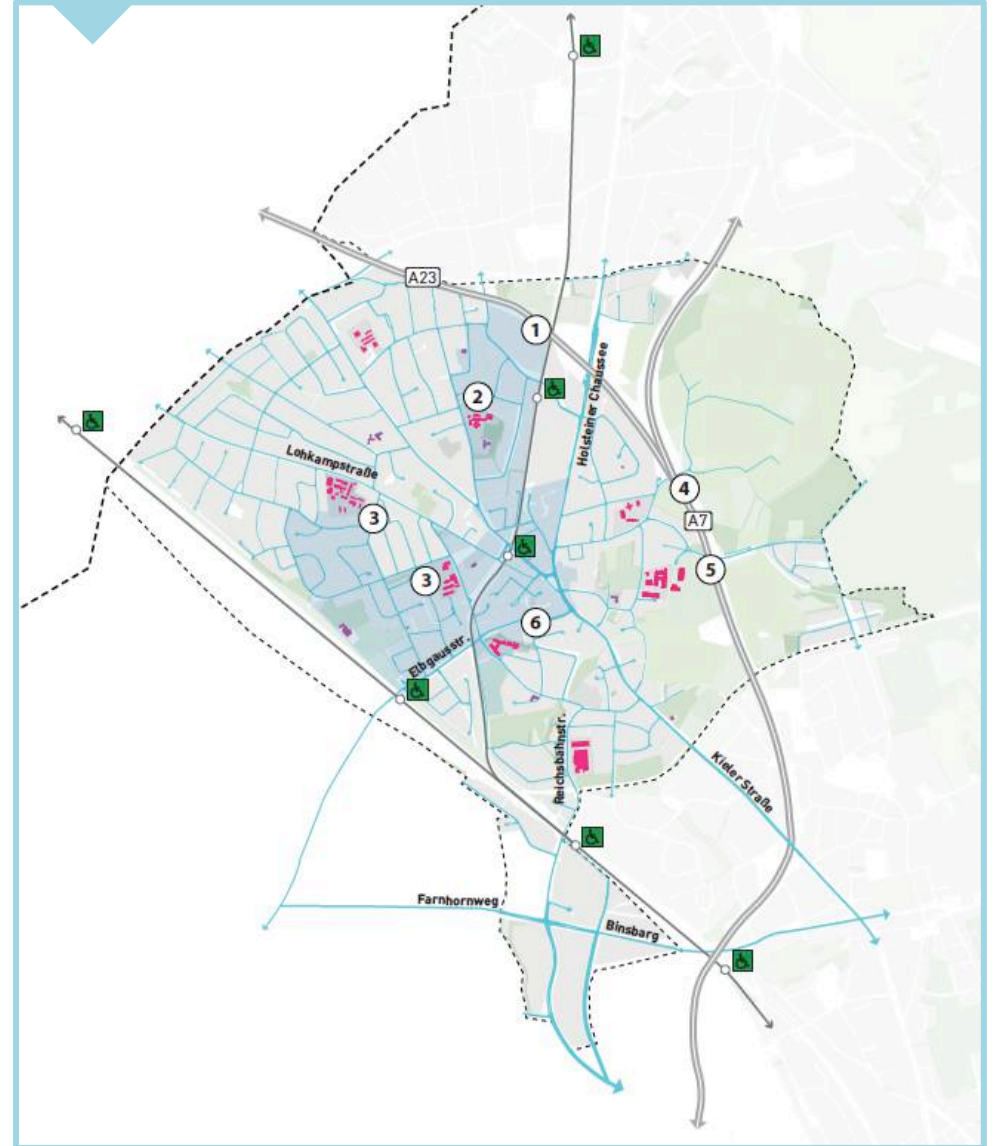 A23
1
2
Holsteiner Chaussee
Lohkampstraße
3
4
A7
3
5
6
Elbgaustr.
Reichsbahnstr.
Kieler Straße
Farnhornweg
Binsbarg